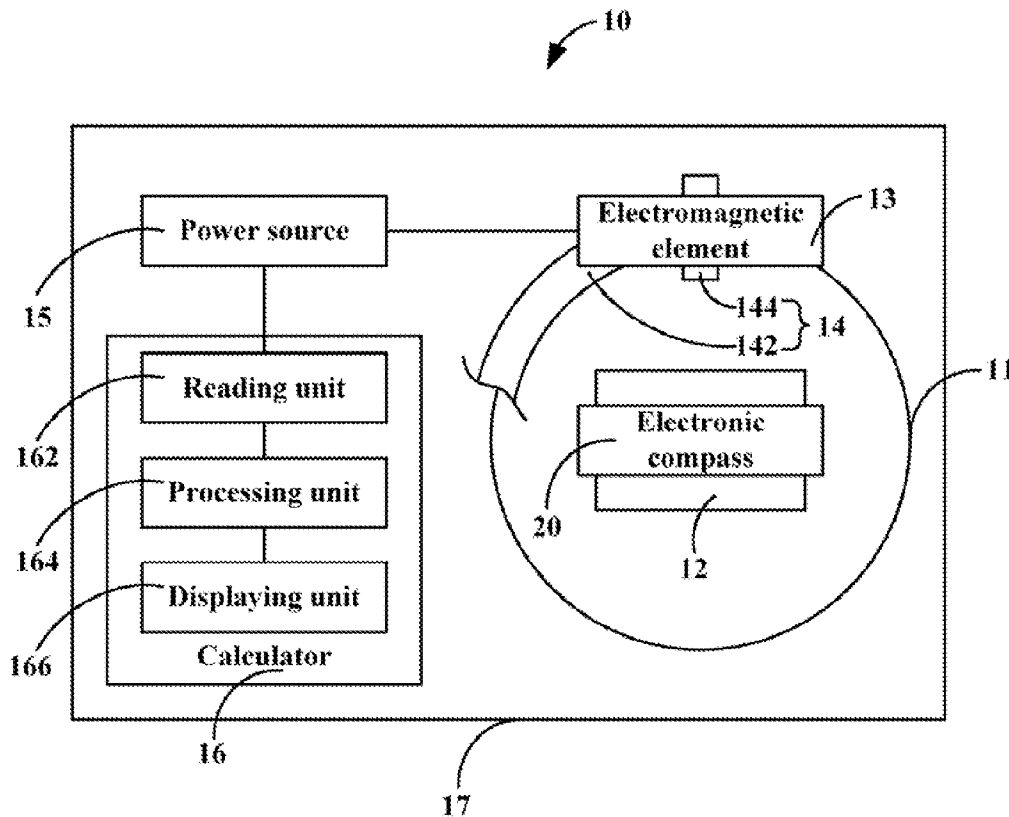 10
Power source
15
Electromagnetic
element
13
144
142
14
11
Reading unit
162
Electronic
compass
20
Processing unit
164
12
Displaying unit
166
Calculator
16
17